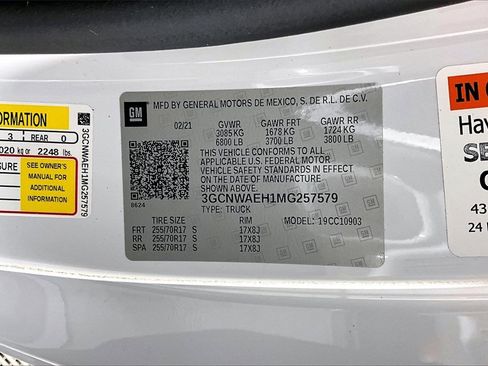 INFORMATION
3 REAR 0
020 kg or 2248 lbs.
SSURE
SEE OWNER'S
MANUAL FOR
ADDITIONAL
INFORMATION
3GCNWAEH1MG257579
GM
MFD BY GENERAL MOTORS DE MEXICO, S. DE R.L. DE C.V.
02/21 GVWR GAWR FRT GAWR RR
3085 KG 1678 KG 1724 KG
6800 LB 3700 LB 3800 LB
THIS VEHICLE CONFORMS TO ALL
APPLICABLE U.S. FEDERAL MOTOR
VEHICLE SAFETY STANDARDS IN EFFECT
ON THE DATE OF MANUFACTURE SHOWN ABOVE.
3GCNWAEH1MG257579
8624 TYPE: TRUCK MODEL: 19CC10903
TIRE SIZE RIM
FRT 255/70R17 S 17X8J
RR 255/70R17 S 17X8J
SPA 255/70R17 S 17X8J
IN C
Hav
SE
C
43
24